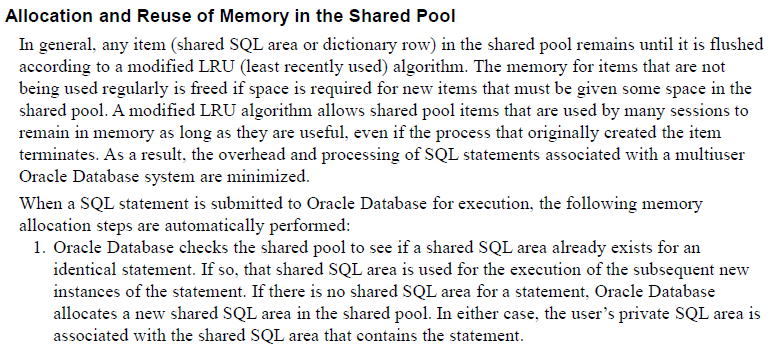 Allocation and Reuse of Memory in the Shared Pool
In general, any item (shared SQL area or dictionary row) in the shared pool remains until it is flushed
according to a modified LRU (least recently used) algorithm. The memory for items that are not
being used regularly is freed if space is required for new items that must be given some space in the
shared pool. A modified LRU algorithm allows shared pool items that are used by many sessions to
remain in memory as long as they are useful, even if the process that originally created the item
terminates. As a result, the overhead and processing of SQL statements associated with a multiuser
Oracle Database system are minimized.
When a SQL statement is submitted to Oracle Database for execution, the following memory
allocation steps are automatically performed:
1. Oracle Database checks the shared pool to see if a shared SQL area already exists for an
identical statement. If so, that shared SQL area is used for the execution of the subsequent new
instances of the statement. If there is no shared SQL area for a statement, Oracle Database
allocates a new shared SQL area in the shared pool. In either case, the user’s private SQL area is
associated with the shared SQL area that contains the statement.